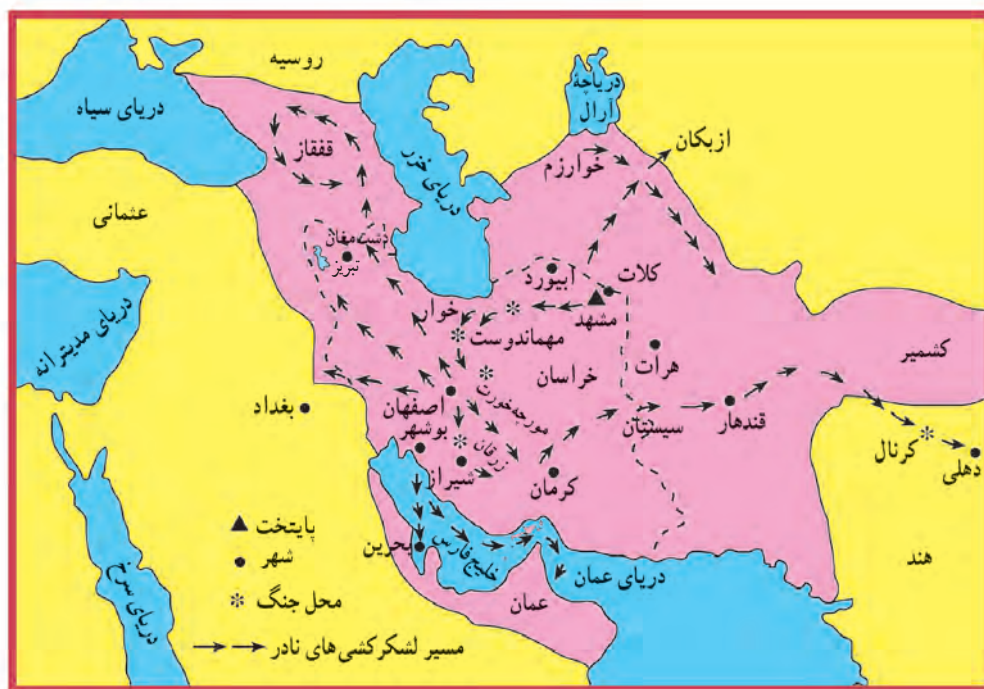 روسیه
دریاچهٔ
آرال
دریای سیاه
ازبکان
قفقاز
خوارزم
دریای خزر
عثمانی
دشت مغان
تبریز
ابیورد
کلات
مشهد
خوار
مهماندوست
دریای مدیترانه
هرات
کشمیر
خراسان
بغداد
اصفهان
مورچه‌خورت
بوشهر
زرقان
سیستان
قندهار
کرنال
دهلی
شیراز
کرمان
بحرین
خلیج فارس
دریای عمان
هند
عمان
دریای سرخ
پایتخت
شهر
محل جنگ
مسیر لشکرکشی‌های نادر